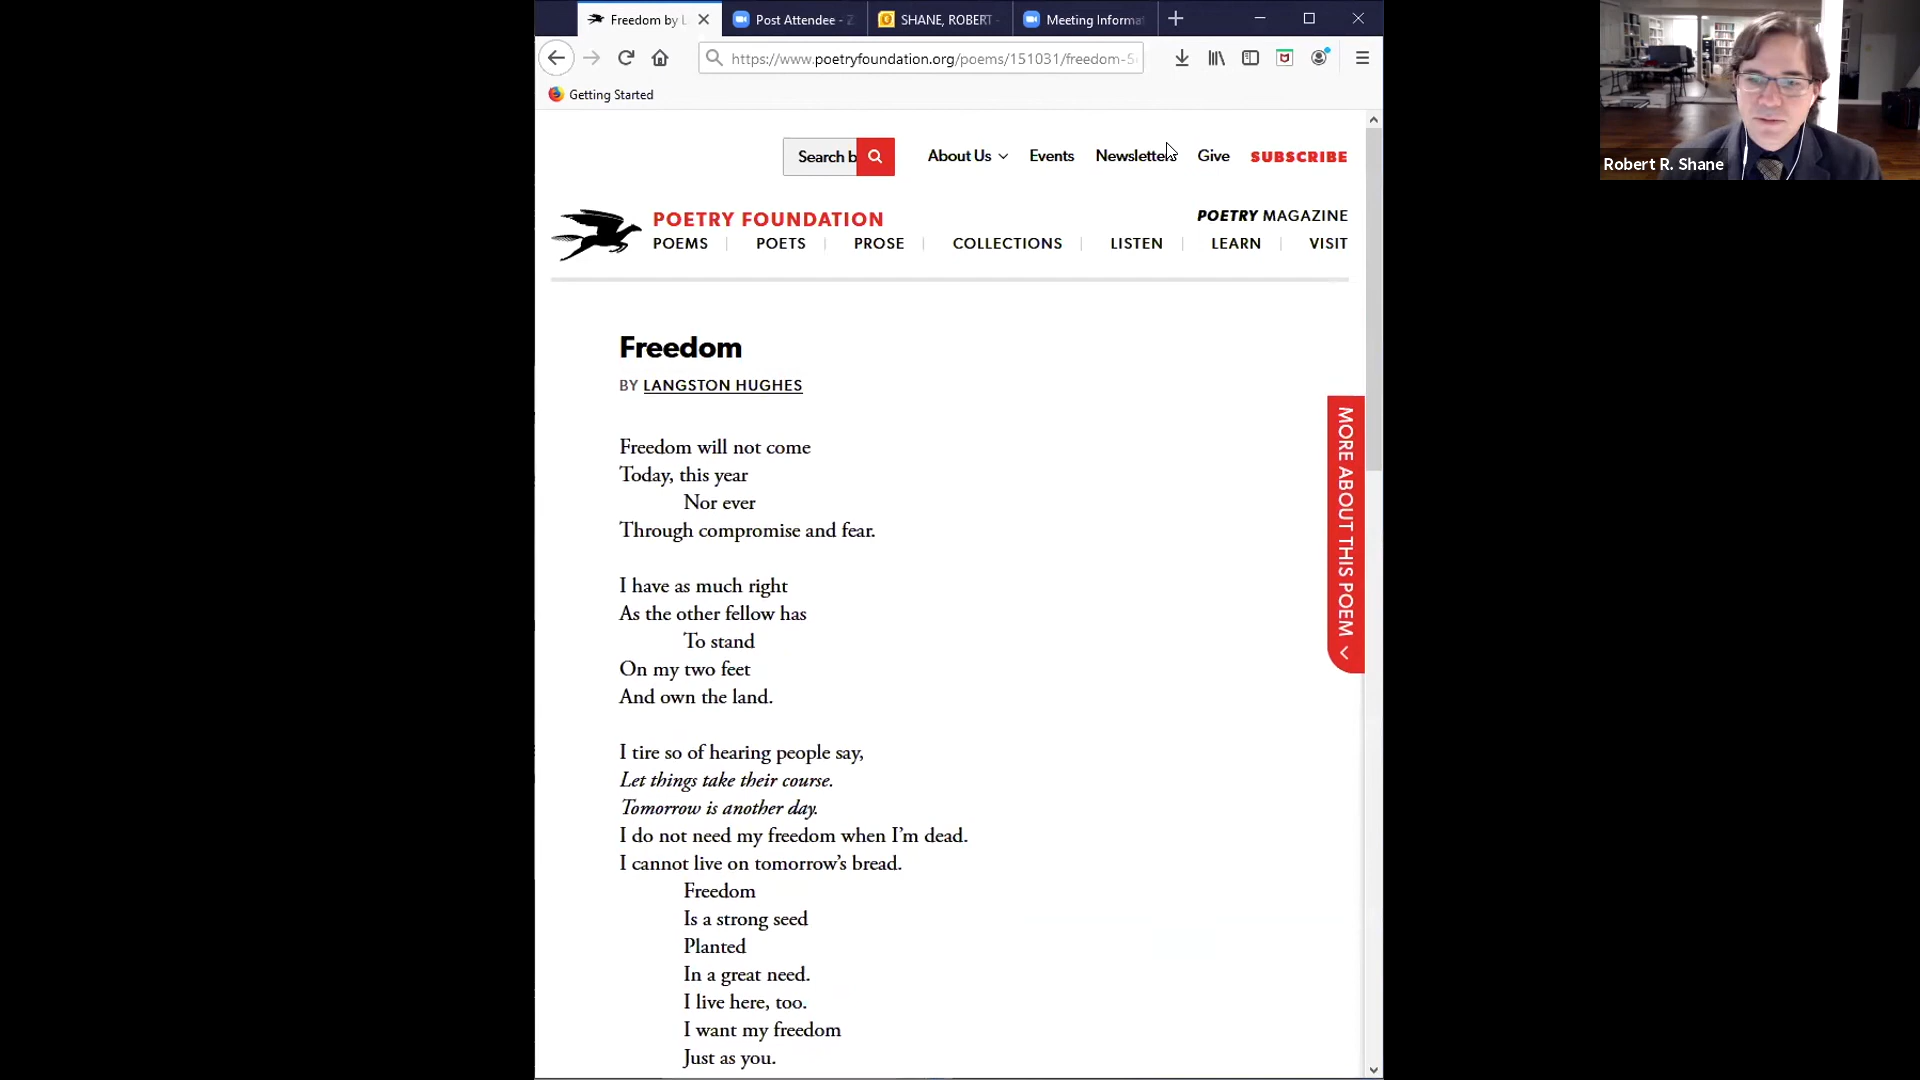 Freedom by L
Post Attendee - Z
SHANE, ROBERT -
Meeting Informa
https://www.poetryfoundation.org/poems/151031/freedom-5
Getting Started
Search b
About Us
Events
Newsletters
Give
SUBSCRIBE
POETRY FOUNDATION
POETRY MAGAZINE
POEMS
POETS
PROSE
COLLECTIONS
LISTEN
LEARN
VISIT
Freedom
BY LANGSTON HUGHES
Freedom will not come
Today, this year
Nor ever
Through compromise and fear.
I have as much right
As the other fellow has
To stand
On my two feet
And own the land.
I tire so of hearing people say,
Let things take their course.
Tomorrow is another day.
I do not need my freedom when I’m dead.
I cannot live on tomorrow’s bread.
Freedom
Is a strong seed
Planted
In a great need.
I live here, too.
I want my freedom
Just as you.
MORE ABOUT THIS POEM
Robert R. Shane